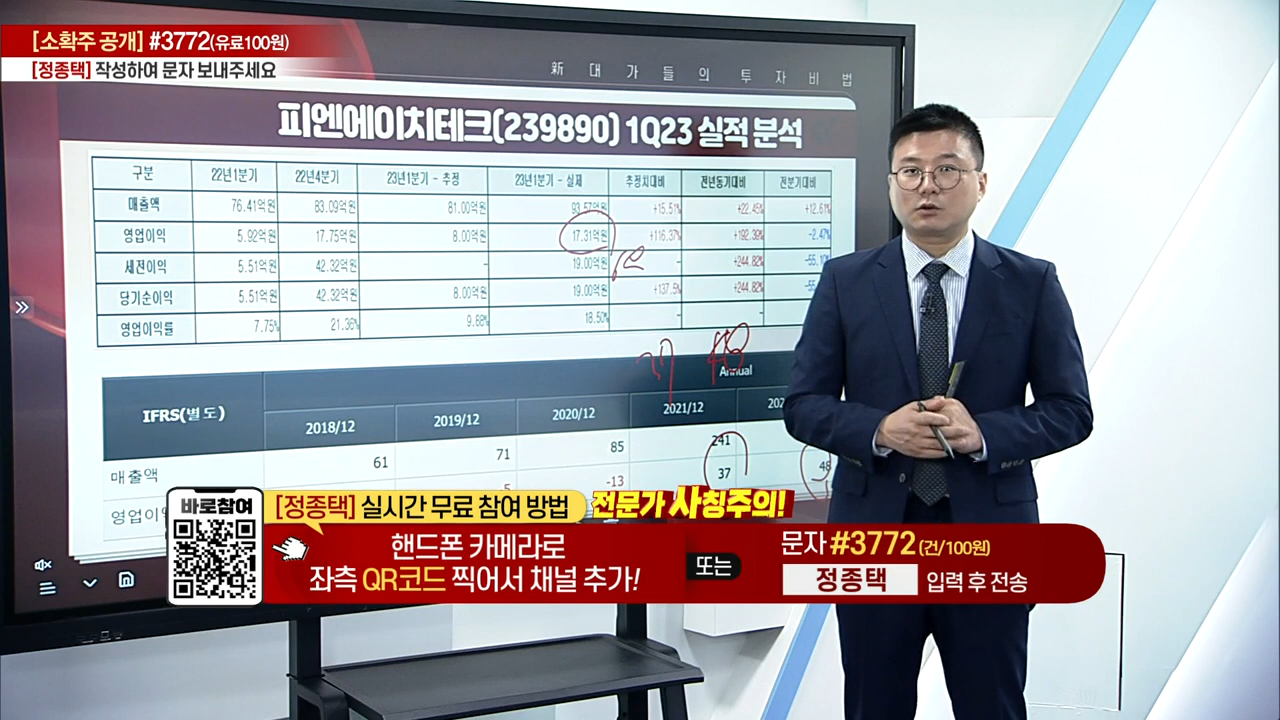 [소확주 공개] #3772(유료100원)
[정종택] 작성하여 문자 보내주세요
新 대 가 들 의 투 자 비 법
피엔에이치테크(239890) 1Q23 실적 분석
구분 22년1분기 22년4분기 23년1분기 - 추정 23년1분기 - 실제 추정치대비 전년동기대비 전분기대비
매출액 76.41억원 83.09억원 81.00억원 93.57억원 +15.51% +22.45% +12.61%
영업이익 5.92억원 17.75억원 8.00억원 17.31억원 +116.37% +192.39% -2.47%
세전이익 5.51억원 42.32억원 - 19.00억원 - +244.82% -55.10%
당기순이익 5.51억원 42.32억원 8.00억원 19.00억원 +137.5% +244.82%
영업이익률 7.75% 21.36% 9.88% 18.50% - -
Annual
IFRS(별도) 2018/12 2019/12 2020/12 2021/12
매출액 61 71 85 241
-13 37 48
바로참여
[정종택] 실시간 무료 참여 방법
전문가 사칭주의!
핸드폰 카메라로
좌측 QR코드 찍어서 채널 추가!
또는
문자 #3772 (건/100원)
정종택 입력 후 전송